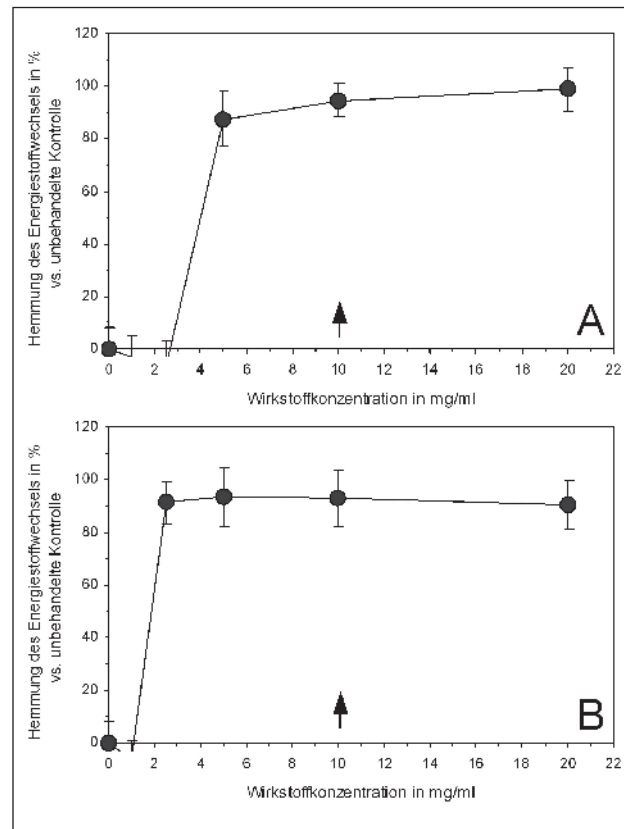 Hemmung des Energiestoffwechsels in %
vs. unbehandelte Kontrolle
120
100
80
60
40
20
0
0 2 4 6 8 10 12 14 16 18 20 22
Wirkstoffkonzentration in mg/ml
A
Hemmung des Energiestoffwechsels in %
vs. unbehandelte Kontrolle
120
100
80
60
40
20
0
0 2 4 6 8 10 12 14 16 18 20 22
Wirkstoffkonzentration in mg/ml
B